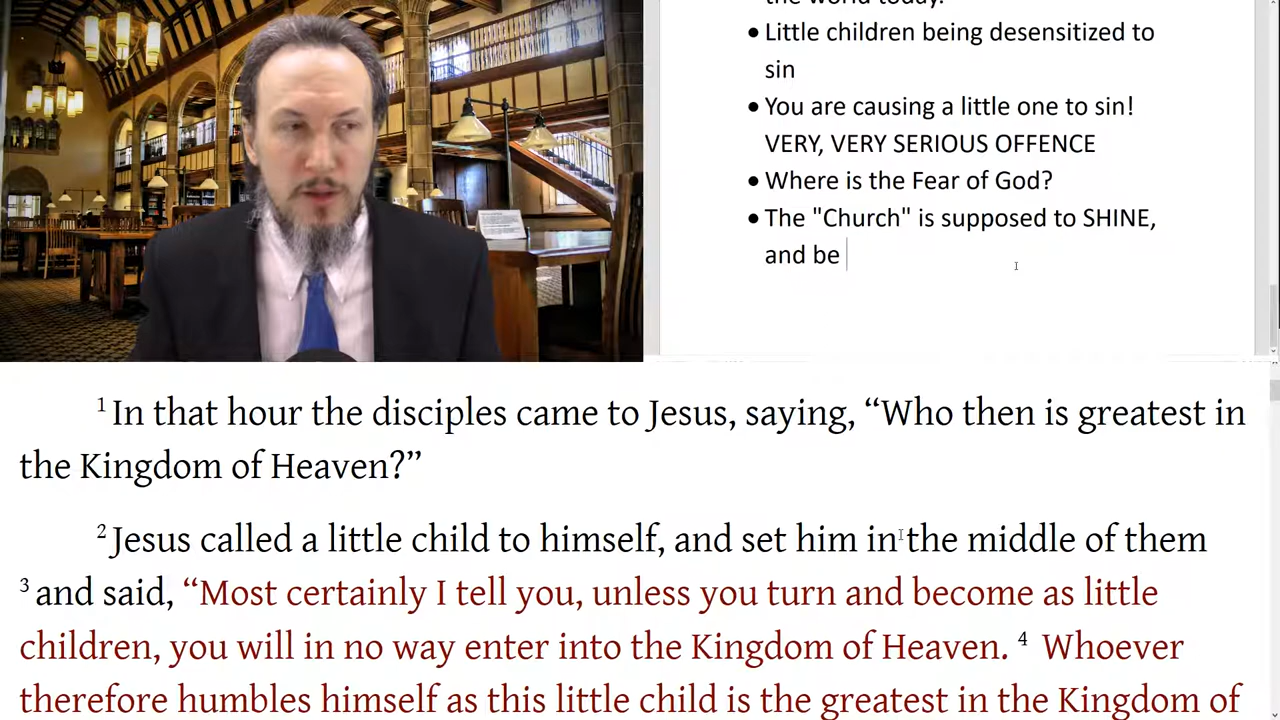 the world today.
• Little children being desensitized to
sin
• You are causing a little one to sin!
VERY, VERY SERIOUS OFFENCE
• Where is the Fear of God?
• The "Church" is supposed to SHINE,
and be
1 In that hour the disciples came to Jesus, saying, “Who then is greatest in
the Kingdom of Heaven?”
2 Jesus called a little child to himself, and set him in the middle of them
3 and said, “Most certainly I tell you, unless you turn and become as little
children, you will in no way enter into the Kingdom of Heaven. 4 Whoever
therefore humbles himself as this little child is the greatest in the Kingdom of